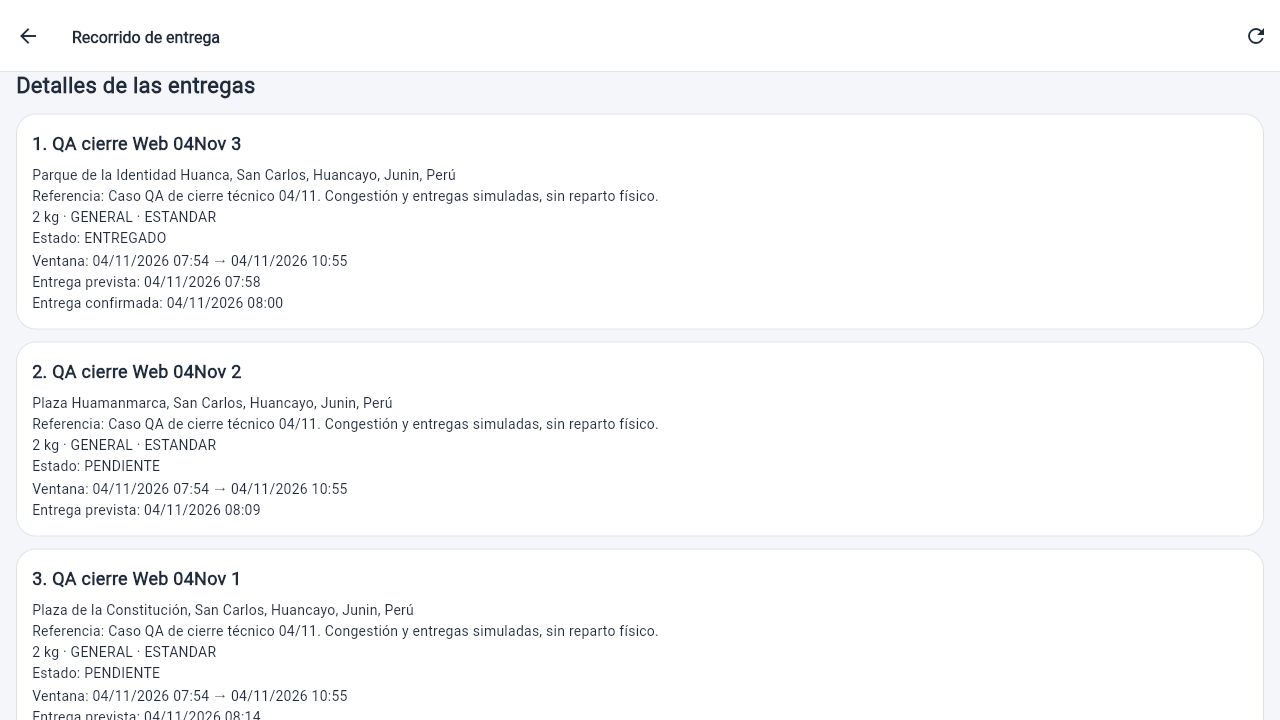 Recorrido de entrega
Detalles de las entregas
1. QA cierre Web 04Nov 3
Parque de la Identidad Huanca, San Carlos, Huancayo, Junin, Perú
Referencia: Caso QA de cierre técnico 04/11. Congestión y entregas simuladas, sin reparto físico.
2 kg · GENERAL · ESTANDAR
Estado: ENTREGADO
Ventana: 04/11/2026 07:54 → 04/11/2026 10:55
Entrega prevista: 04/11/2026 07:58
Entrega confirmada: 04/11/2026 08:00
2. QA cierre Web 04Nov 2
Plaza Huamanmarca, San Carlos, Huancayo, Junin, Perú
Referencia: Caso QA de cierre técnico 04/11. Congestión y entregas simuladas, sin reparto físico.
2 kg · GENERAL · ESTANDAR
Estado: PENDIENTE
Ventana: 04/11/2026 07:54 → 04/11/2026 10:55
Entrega prevista: 04/11/2026 08:09
3. QA cierre Web 04Nov 1
Plaza de la Constitución, San Carlos, Huancayo, Junin, Perú
Referencia: Caso QA de cierre técnico 04/11. Congestión y entregas simuladas, sin reparto físico.
2 kg · GENERAL · ESTANDAR
Estado: PENDIENTE
Ventana: 04/11/2026 07:54 → 04/11/2026 10:55
Entrega prevista: 04/11/2026 08:14